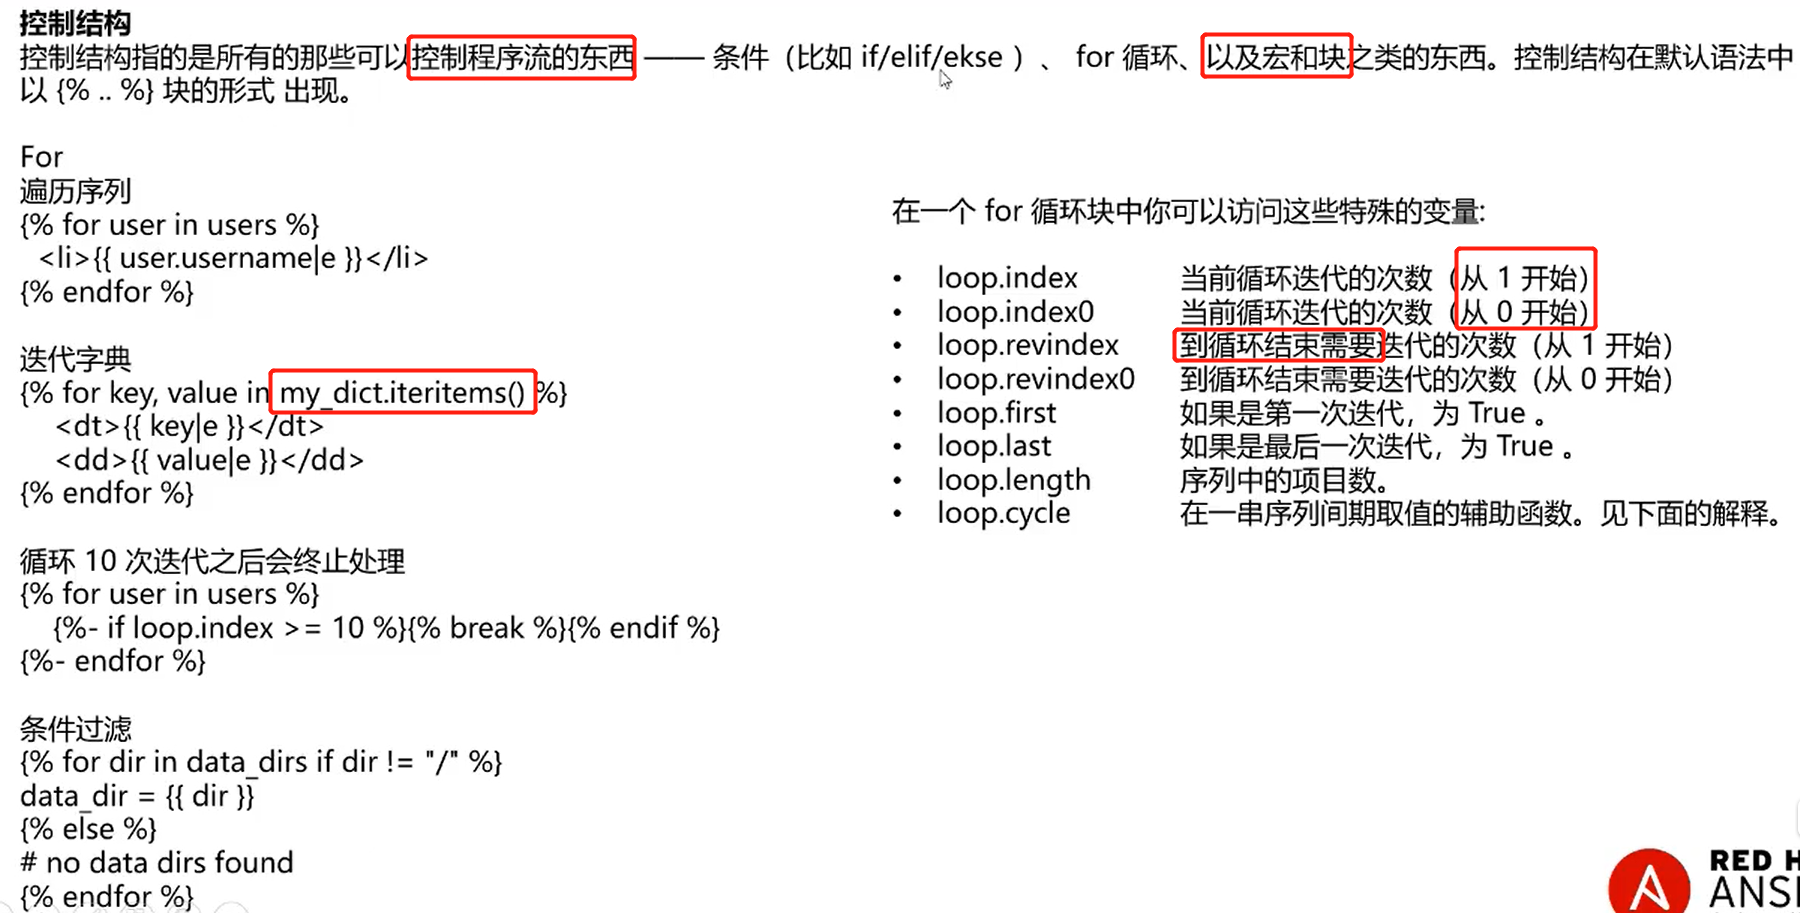 控制结构
控制结构指的是所有的那些可以控制程序流的东西 —— 条件（比如 if/elif/ekse ）、 for 循环、以及宏和块之类的东西。控制结构在默认语法中
以 {% .. %} 块的形式 出现。
For
遍历序列
{% for user in users %}
<li>{{ user.username|e }}</li>
{% endfor %}
迭代字典
{% for key, value in my_dict.iteritems() %}
<dt>{{ key|e }}</dt>
<dd>{{ value|e }}</dd>
{% endfor %}
循环 10 次迭代之后会终止处理
{% for user in users %}
{%- if loop.index >= 10 %}{% break %}{% endif %}
{%- endfor %}
条件过滤
{% for dir in data_dirs if dir != "/" %}
data_dir = {{ dir }}
{% else %}
# no data dirs found
{% endfor %}
在一个 for 循环块中你可以访问这些特殊的变量:
• loop.index 当前循环迭代的次数（从 1 开始）
• loop.index0 当前循环迭代的次数（从 0 开始）
• loop.revindex 到循环结束需要迭代的次数（从 1 开始）
• loop.revindex0 到循环结束需要迭代的次数（从 0 开始）
• loop.first 如果是第一次迭代，为 True 。
• loop.last 如果是最后一次迭代，为 True 。
• loop.length 序列中的项目数。
• loop.cycle 在一串序列间期取值的辅助函数。见下面的解释。
RED